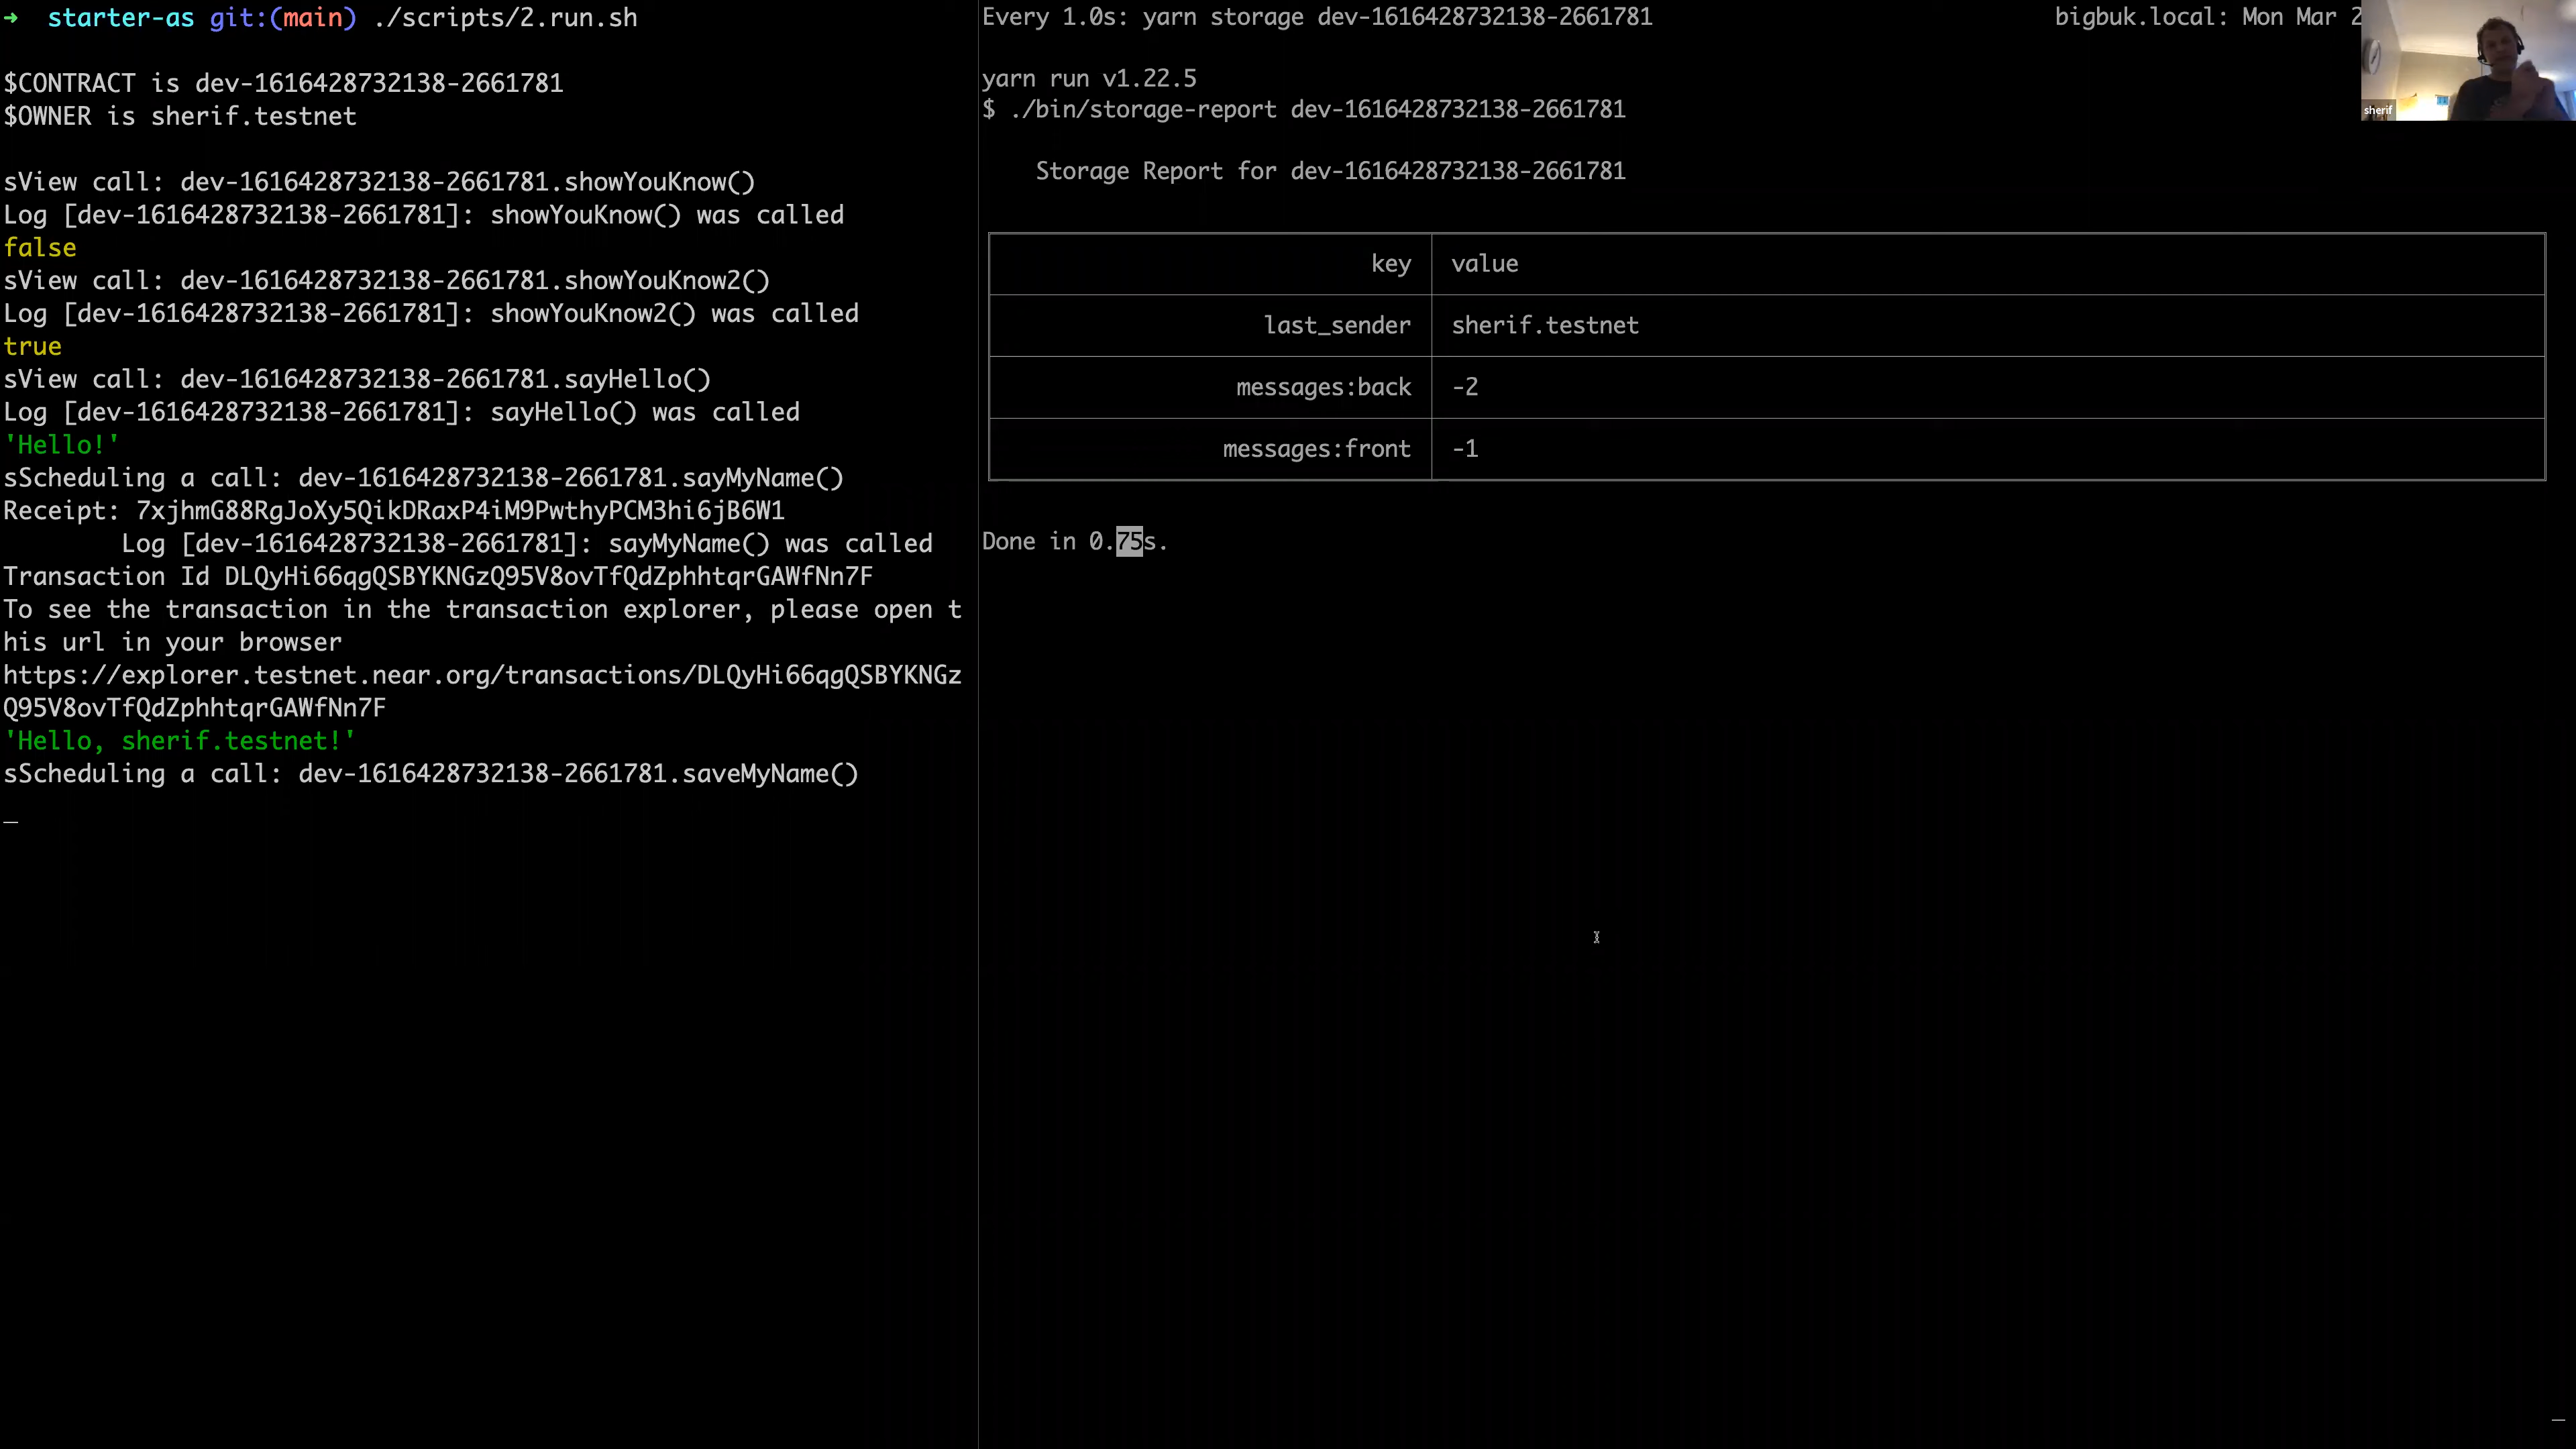 ➜  starter-as git:(main) ./scripts/2.run.sh
$CONTRACT is dev-1616428732138-2661781
$OWNER is sherif.testnet
sView call: dev-1616428732138-2661781.showYouKnow()
Log [dev-1616428732138-2661781]: showYouKnow() was called
false
sView call: dev-1616428732138-2661781.showYouKnow2()
Log [dev-1616428732138-2661781]: showYouKnow2() was called
true
sView call: dev-1616428732138-2661781.sayHello()
Log [dev-1616428732138-2661781]: sayHello() was called
'Hello!'
sScheduling a call: dev-1616428732138-2661781.sayMyName()
Receipt: 7xjhmG88RgJoXy5QikDRaxP4iM9PwthyPCM3hi6jB6W1
Log [dev-1616428732138-2661781]: sayMyName() was called
Transaction Id DLQyHi66qgQSBYKNGzQ95V8ovTfQdZphhtqrGAWfNn7F
To see the transaction in the transaction explorer, please open t
his url in your browser
https://explorer.testnet.near.org/transactions/DLQyHi66qgQSBYKNGz
Q95V8ovTfQdZphhtqrGAWfNn7F
'Hello, sherif.testnet!'
sScheduling a call: dev-1616428732138-2661781.saveMyName()
Every 1.0s: yarn storage dev-1616428732138-2661781 bigbuk.local: Mon Mar 2
yarn run v1.22.5
$ ./bin/storage-report dev-1616428732138-2661781
Storage Report for dev-1616428732138-2661781
key value
last_sender sherif.testnet
messages:back -2
messages:front -1
Done in 0.75s.
sherif